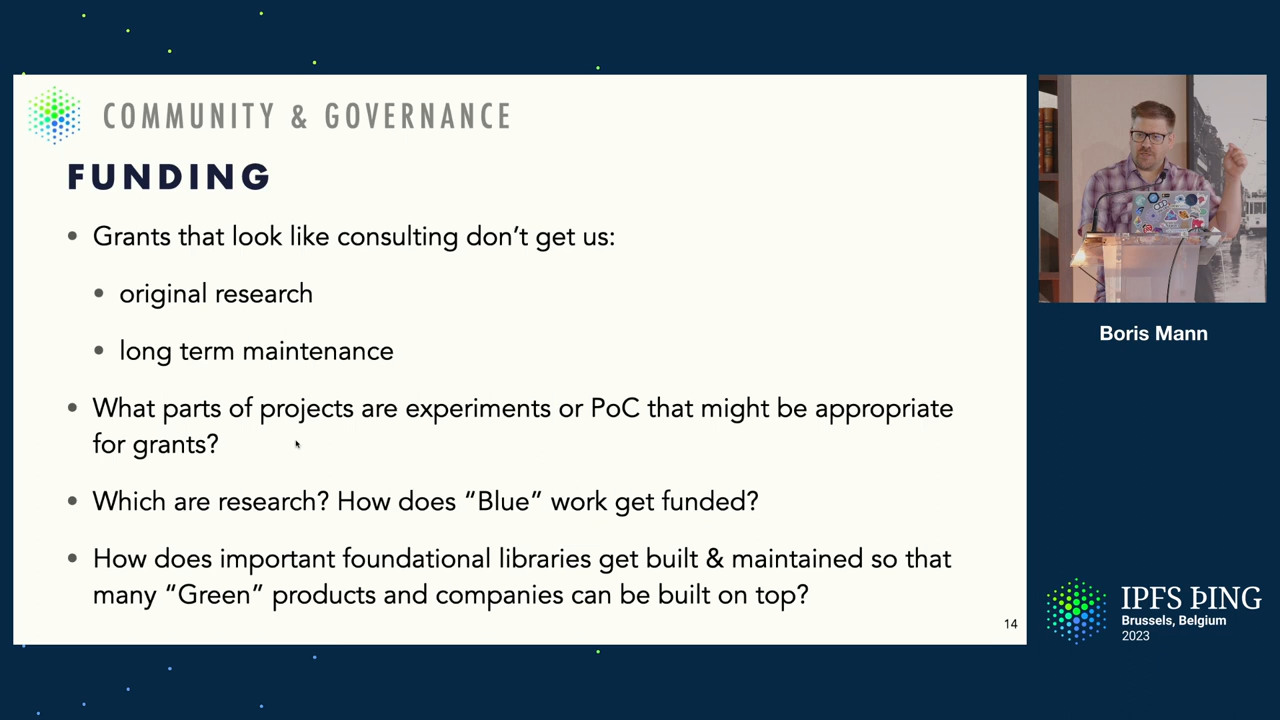 COMMUNITY & GOVERNANCE
FUNDING
• Grants that look like consulting don’t get us:
• original research
• long term maintenance
• What parts of projects are experiments or PoC that might be appropriate
for grants?
• Which are research? How does “Blue” work get funded?
• How does important foundational libraries get built & maintained so that
many “Green” products and companies can be built on top?
14
Boris Mann
IPFS ÞING
Brussels, Belgium
2023